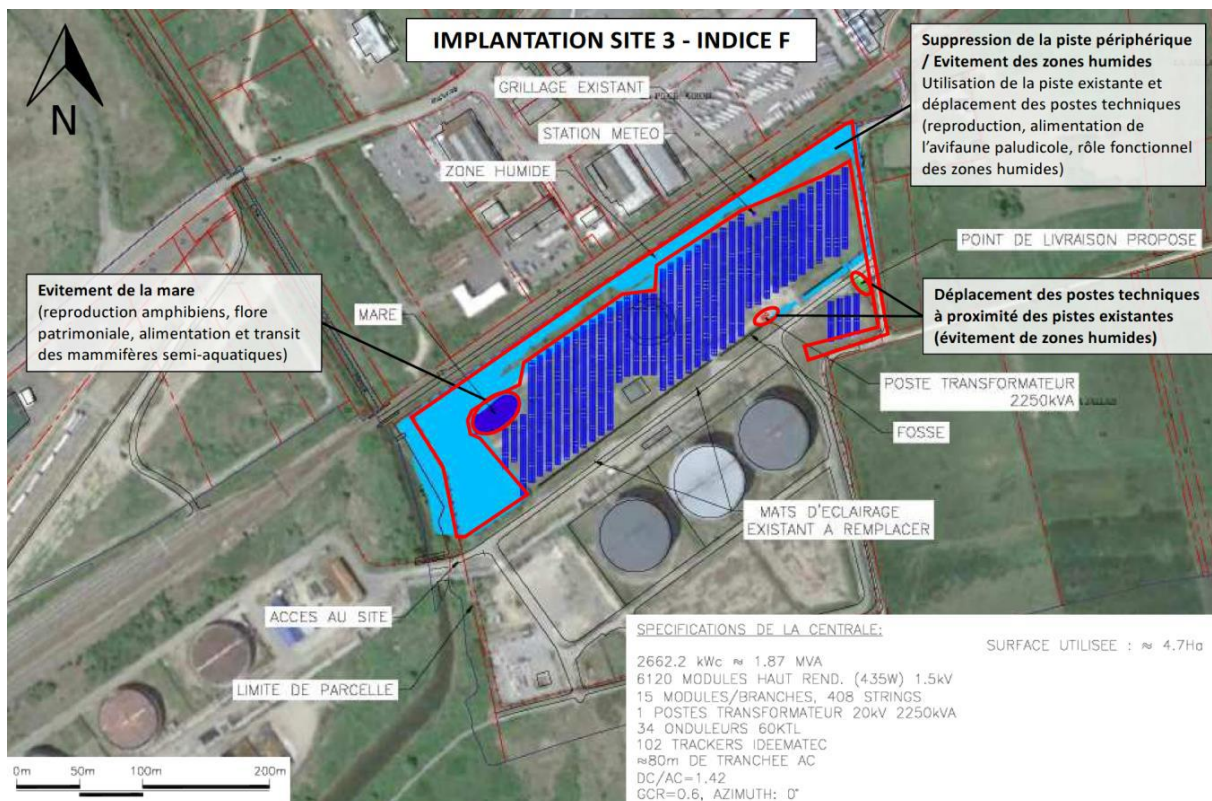 IMPLANTATION SITE 3 - INDICE F
N
Suppression de la piste périphérique
/ Evitement des zones humides
Utilisation de la piste existante et
déplacement des postes techniques
(reproduction, alimentation de
l'avifaune paludicole, rôle fonctionnel
des zones humides)
GRILLAGE EXISTANT
STATION METEO
ZONE HUMIDE
POINT DE LIVRAISON PROPOSE
Evitement de la mare
(reproduction amphibiens, flore
patrimoniale, alimentation et transit
des mammifères semi-aquatiques)
MARE
Déplacement des postes techniques
à proximité des pistes existantes
(évitement de zones humides)
POSTE TRANSFORMATEUR
2250kVA
FOSSE
MATS D'ECLAIRAGE
EXISTANT A REMPLACER
ACCES AU SITE
LIMITE DE PARCELLE
SPECIFICATIONS DE LA CENTRALE:
SURFACE UTILISEE : ≈ 4.7Ha
2662.2 kWc ≈ 1.87 MVA
6120 MODULES HAUT REND. (435W) 1.5kV
15 MODULES/BRANCHES, 408 STRINGS
1 POSTES TRANSFORMATEUR 20kV 2250kVA
34 ONDULEURS 60KTL
102 TRACKERS IDEEMATEC
≈80m DE TRANCHEE AC
DC/AC=1.42
GCR=0.6, AZIMUTH: 0°
0m 50m 100m 200m